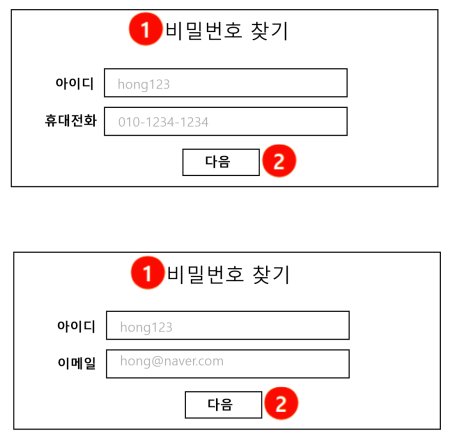 1 비밀번호 찾기
아이디 hong123
휴대전화 010-1234-1234
다음 2
1 비밀번호 찾기
아이디 hong123
이메일 hong@naver.com
다음 2